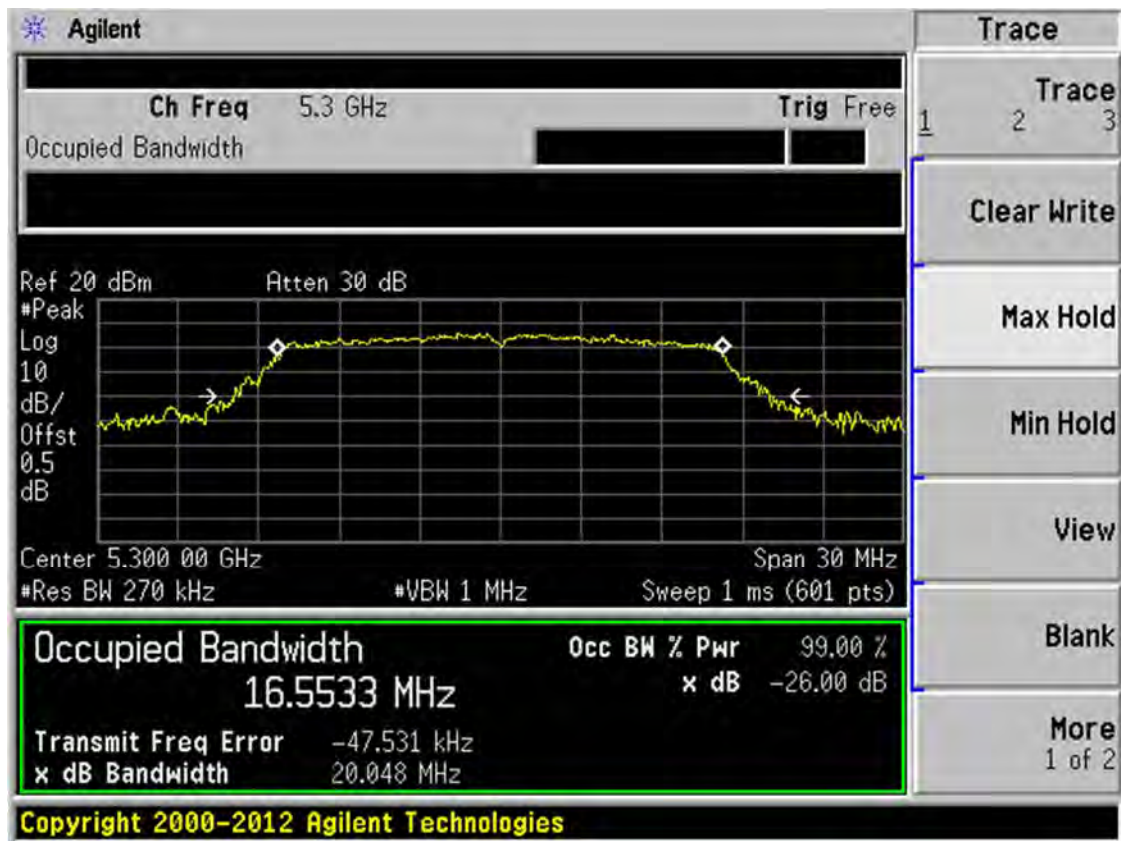 Agilent
Trace
Ch Freq 5.3 GHz Trig Free
Occupied Bandwidth
Trace
1 2 3
Clear Write
Max Hold
Min Hold
View
Blank
More
1 of 2
Ref 20 dBm Atten 30 dB
#Peak
Log
10
dB/
Offst
0.5
dB
Center 5.300 00 GHz Span 30 MHz
#Res BW 270 kHz #VBW 1 MHz Sweep 1 ms (601 pts)
Occupied Bandwidth Occ BW % Pwr 99.00 %
16.5533 MHz x dB -26.00 dB
Transmit Freq Error -47.531 kHz
x dB Bandwidth 20.048 MHz
Copyright 2000-2012 Agilent Technologies